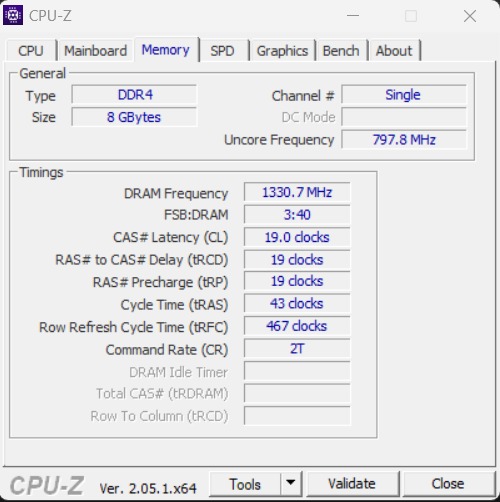 CPU-Z
CPU Mainboard Memory SPD Graphics Bench About
General
Type DDR4 Channel # Single
Size 8 GBytes DC Mode
Uncore Frequency 797.8 MHz
Timings
DRAM Frequency 1330.7 MHz
FSB:DRAM 3:40
CAS# Latency (CL) 19.0 clocks
RAS# to CAS# Delay (tRCD) 19 clocks
RAS# Precharge (tRP) 19 clocks
Cycle Time (tRAS) 43 clocks
Row Refresh Cycle Time (tRFC) 467 clocks
Command Rate (CR) 2T
DRAM Idle Timer
Total CAS# (tRDRAM)
Row To Column (tRCD)
CPU-Z Ver. 2.05.1.x64 Tools Validate Close